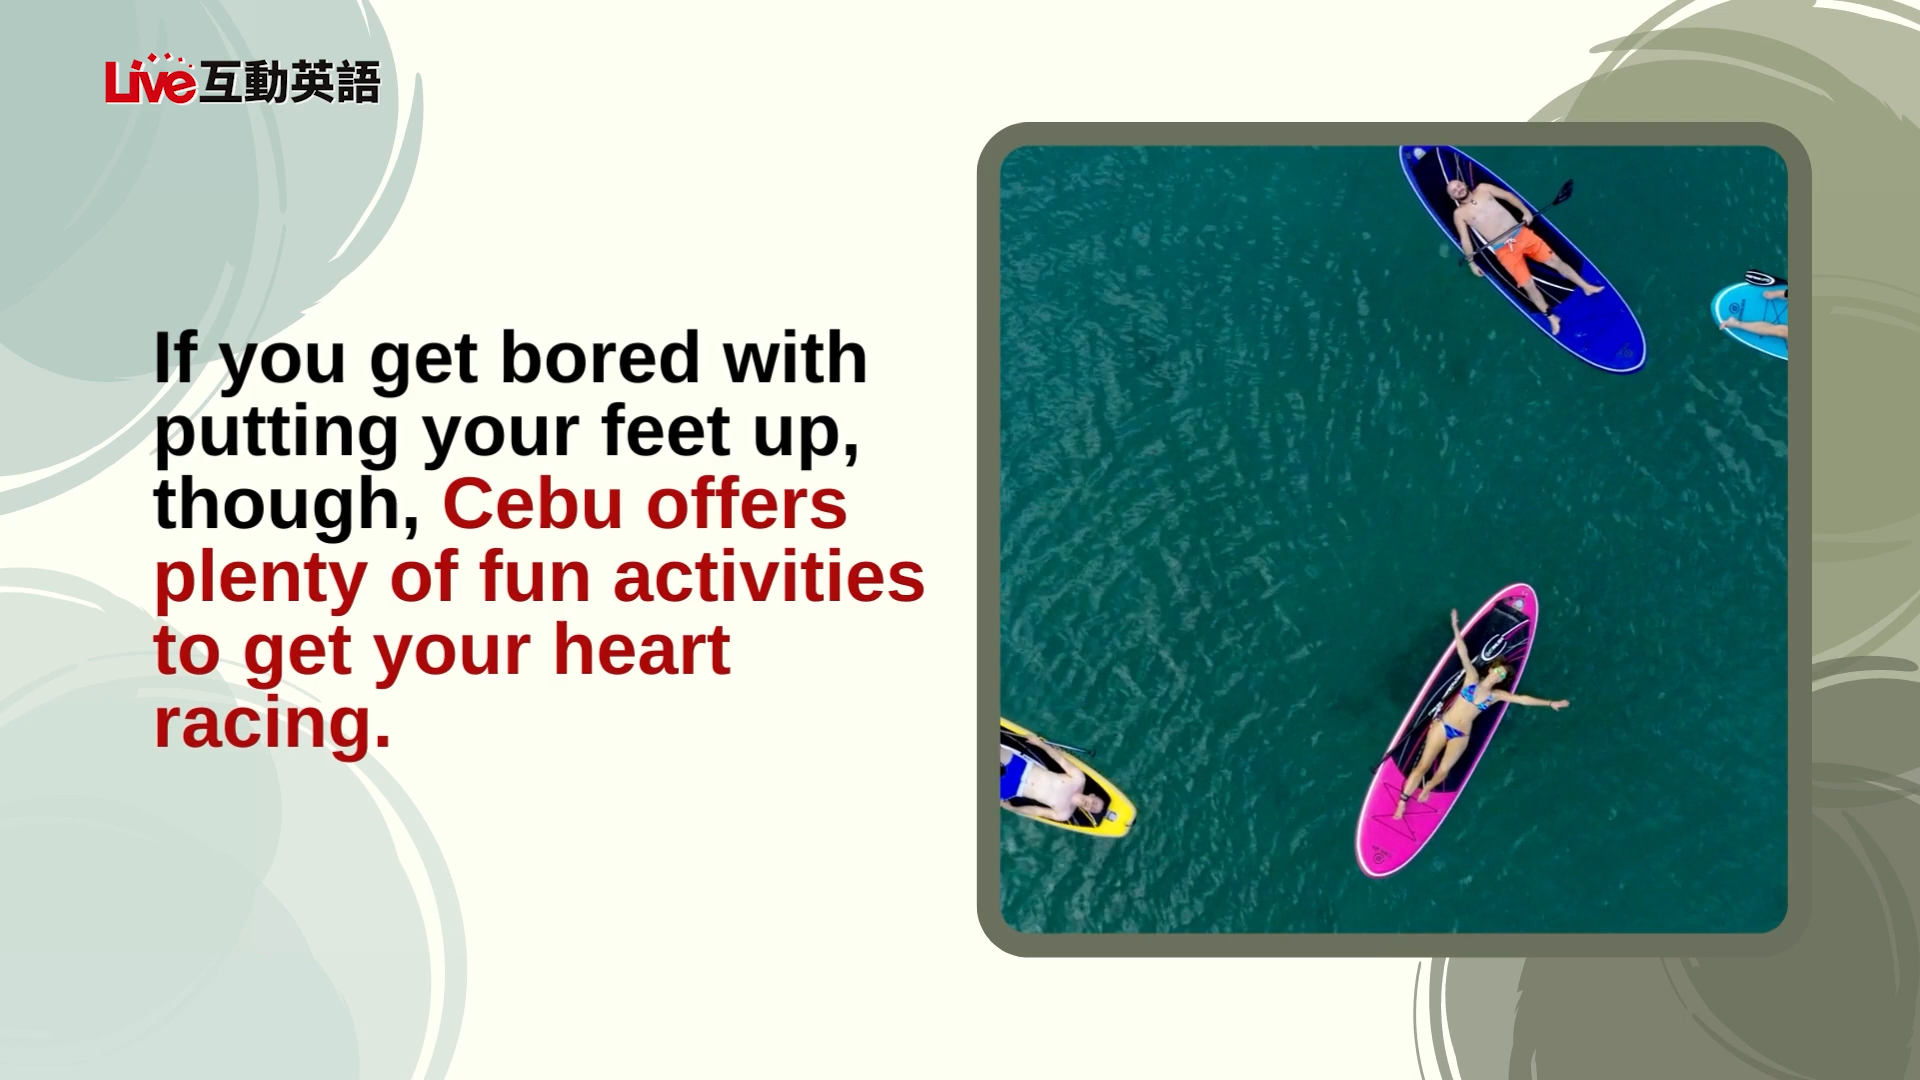 Live互動英語
If you get bored with
putting your feet up,
though, Cebu offers
plenty of fun activities
to get your heart
racing.